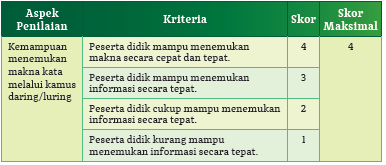 Aspek Penilaian
Kriteria
Skor
Skor Maksimal
Kemampuan menemukan makna kata melalui kamus daring/luring
Peserta didik mampu menemukan
makna secara cepat dan tepat.
4
4
Peserta didik mampu menemukan
informasi secara tepat.
3
Peserta didik cukup mampu menemukan
informasi secara tepat.
2
Peserta didik kurang mampu
menemukan informasi secara tepat.
1